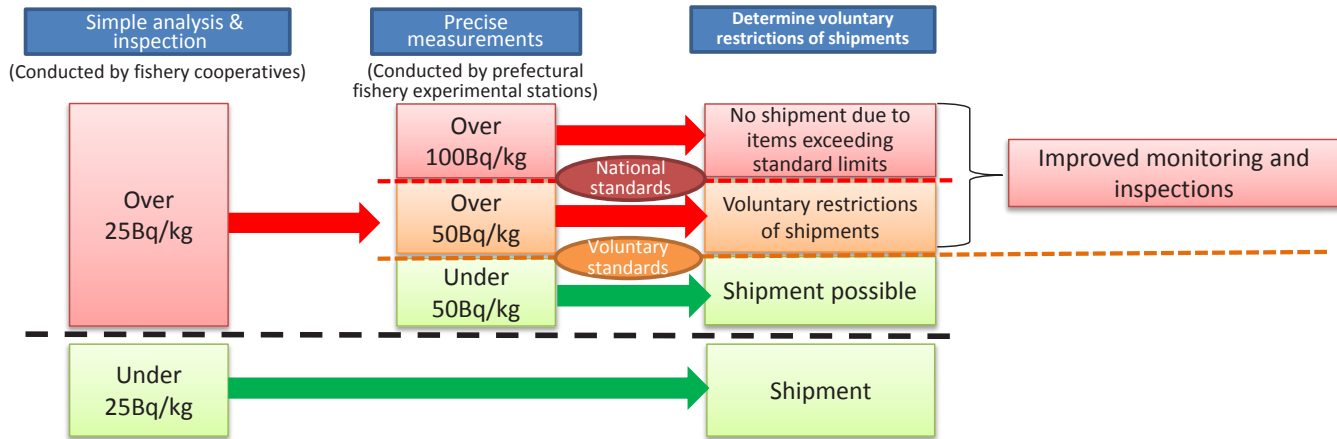 Simple analysis &
inspection
(Conducted by fishery cooperatives)
Precise
measurements
(Conducted by prefectural
fishery experimental stations)
Determine voluntary
restrictions of shipments
Over
25Bq/kg
Over
100Bq/kg
No shipment due to
items exceeding
standard limits
National
standards
Improved monitoring and
inspections
Over
50Bq/kg
Voluntary restrictions
of shipments
Voluntary
standards
Under
50Bq/kg
Shipment possible
Under
25Bq/kg
Shipment